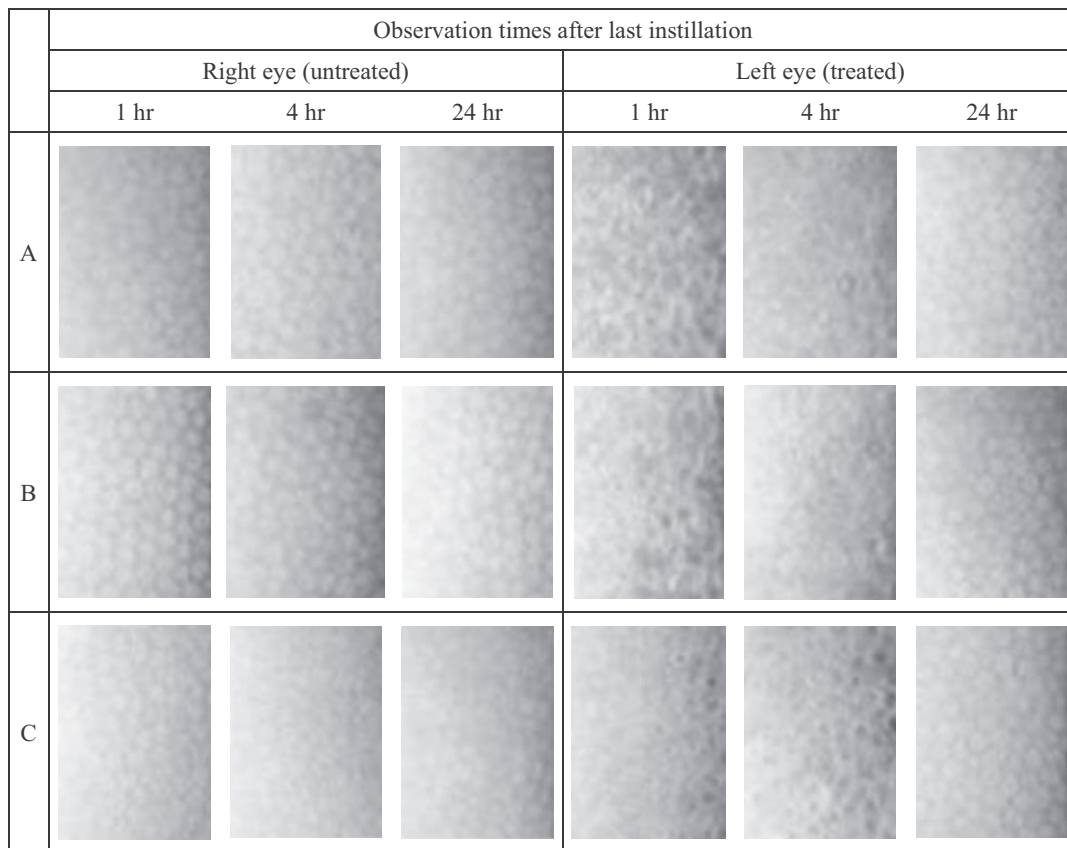 Observation times after last instillation
Right eye (untreated) Left eye (treated)
1 hr 4 hr 24 hr 1 hr 4 hr 24 hr
A
B
C